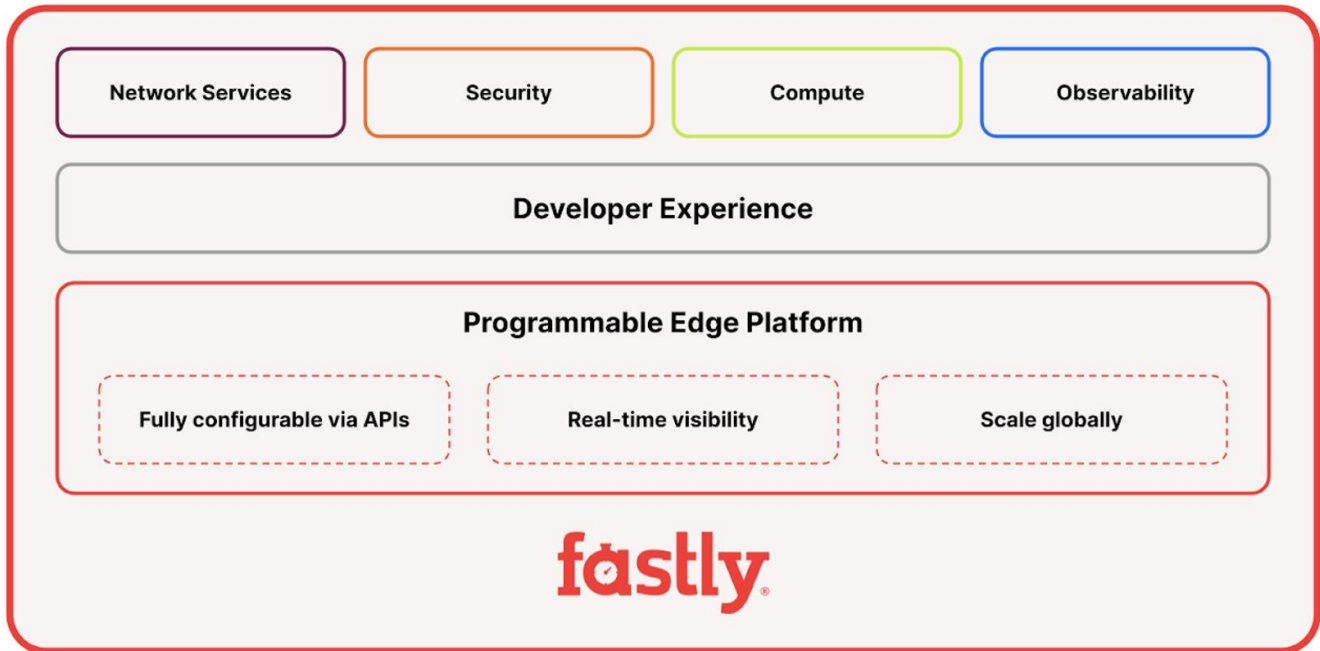 Network Services
Security
Compute
Observability
Developer Experience
Programmable Edge Platform
Fully configurable via APIs
Real-time visibility
Scale globally
fastly®